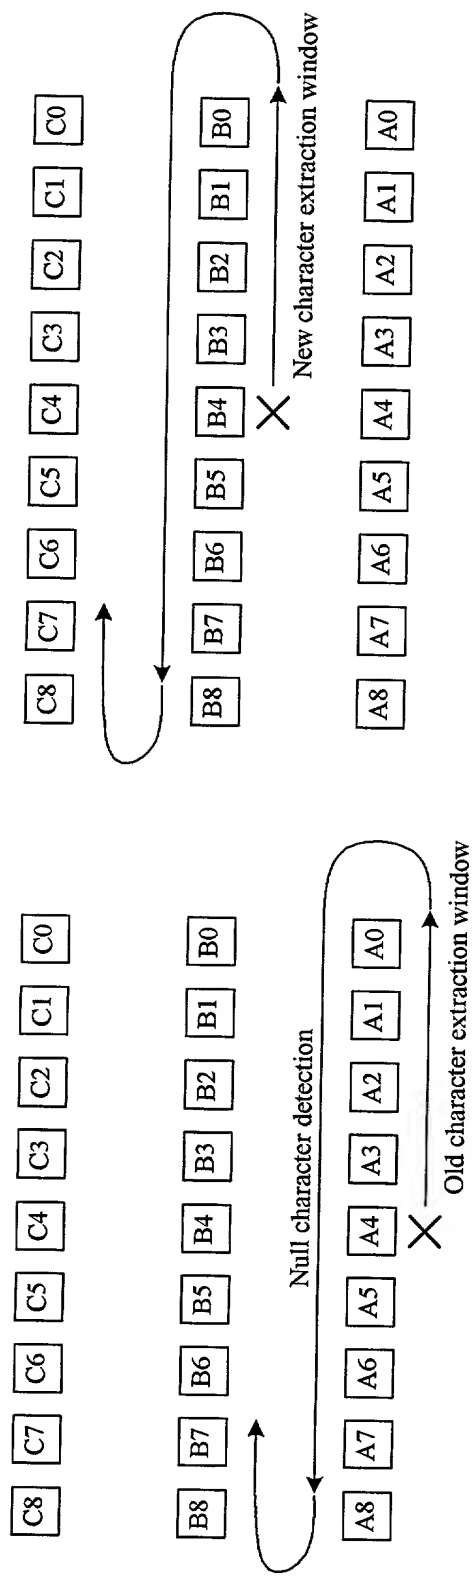 C8 C7 C6 C5 C4 C3 C2 C1 C0
B8 B7 B6 B5 B4 B3 B2 B1 B0
Null character detection
A8 A7 A6 A5 A4 A3 A2 A1 A0
Old character extraction window
C8 C7 C6 C5 C4 C3 C2 C1 C0
B8 B7 B6 B5 B4 B3 B2 B1 B0
New character extraction window
A8 A7 A6 A5 A4 A3 A2 A1 A0